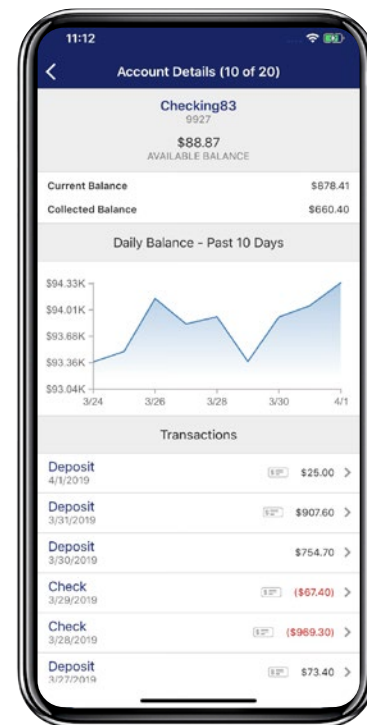 11:12
Account Details (10 of 20)
Checking83
9927
$88.87
AVAILABLE BALANCE
Current Balance $878.41
Collected Balance $660.40
Daily Balance - Past 10 Days
$94.33K
$94.01K
$93.68K
$93.36K
$93.04K
3/24 3/26 3/28 3/30 4/1
Transactions
Deposit
4/1/2019
$25.00
Deposit
3/31/2019
$907.60
Deposit
3/30/2019
$754.70
Check
3/29/2019
($67.40)
Check
3/28/2019
($969.30)
Deposit
3/27/2019
$73.40